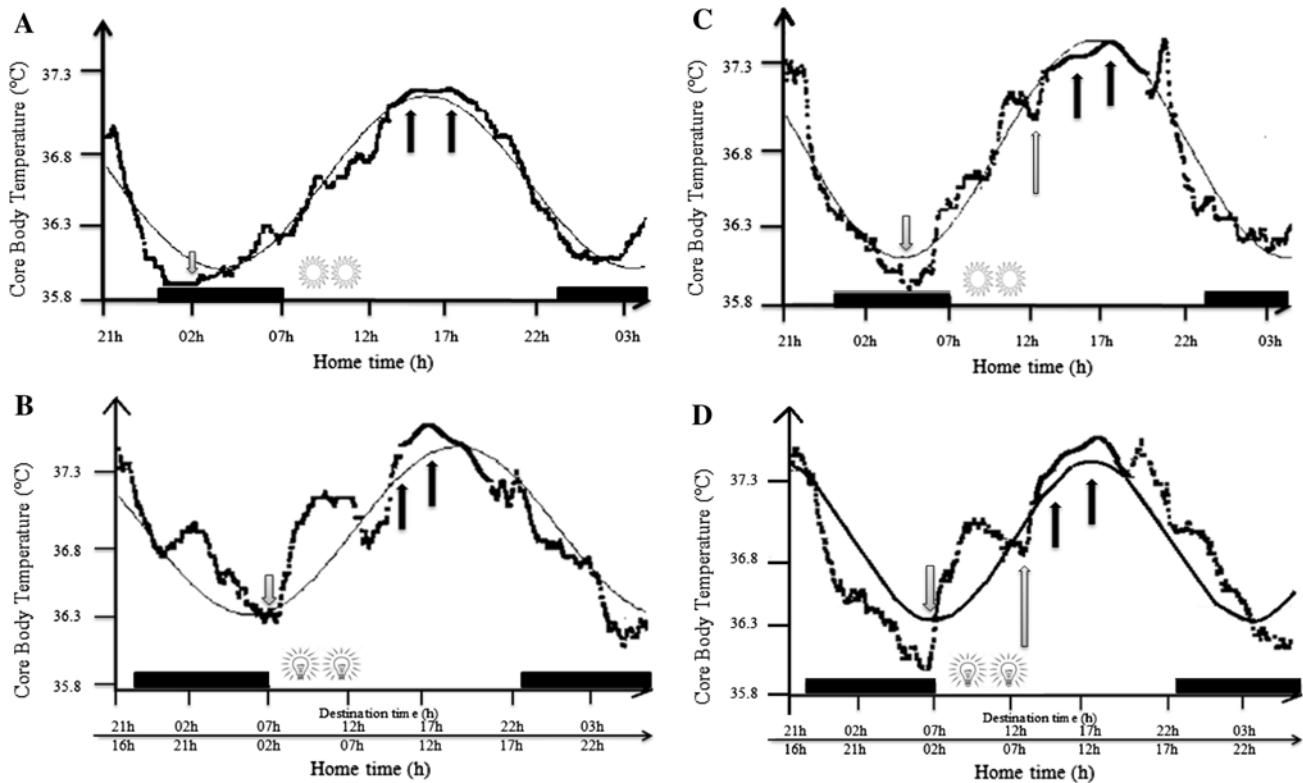 A
Core Body Temperature (°C)
37.3
36.8
36.3
35.8
21h 02h 07h 12h 17h 22h 03h
Home time (h)
B
Core Body Temperature (°C)
37.3
36.8
36.3
35.8
Destination time (h)
21h 02h 07h 12h 17h 22h 03h
16h 21h 02h 07h 12h 17h 22h
Home time (h)
C
Core Body Temperature (°C)
37.3
36.8
36.3
35.8
21h 02h 07h 12h 17h 22h 03h
Home time (h)
D
Core Body Temperature (°C)
37.3
36.8
36.3
35.8
Destination time (h)
21h 02h 07h 12h 17h 22h 03h
16h 21h 02h 07h 12h 17h 22h
Home time (h)